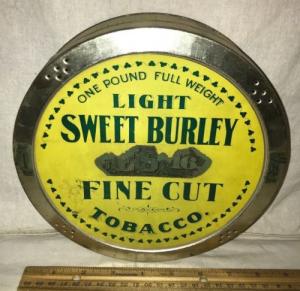 ONE POUND FULL WEIGHT
LIGHT
SWEET BURLEY
FINE CUT
TOBACCO.